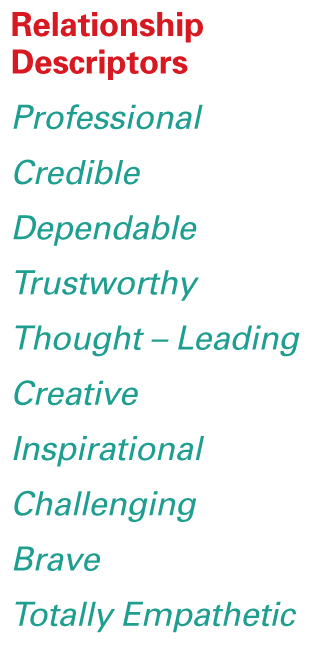 Relationship
Descriptors
Professional
Credible
Dependable
Trustworthy
Thought – Leading
Creative
Inspirational
Challenging
Brave
Totally Empathetic